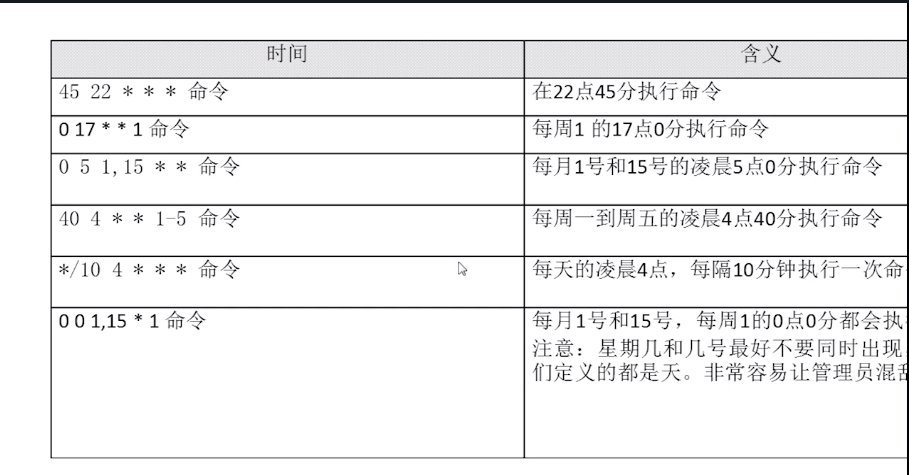 时间 含义
45 22 * * * 命令 在22点45分执行命令
0 17 * * 1 命令 每周1 的17点0分执行命令
0 5 1,15 * * 命令 每月1号和15号的凌晨5点0分执行命令
40 4 * * 1-5 命令 每周一到周五的凌晨4点40分执行命令
*/10 4 * * * 命令 每天的凌晨4点，每隔10分钟执行一次命
0 0 1,15 * 1 命令 每月1号和15号，每周1的0点0分都会执
注意：星期几和几号最好不要同时出现
们定义的都是天。非常容易让管理员混